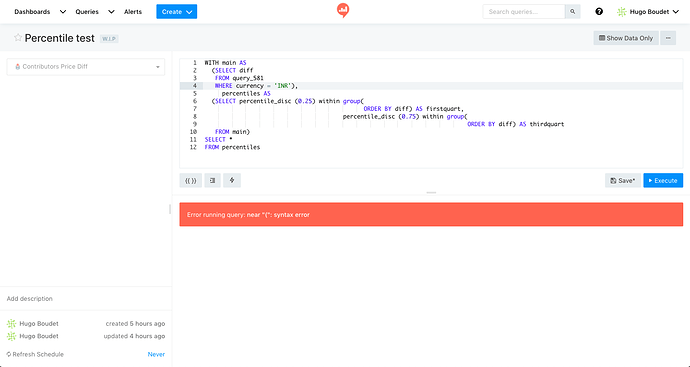 Dashboards Queries Alerts Create Search queries... Hugo Boudet
Percentile test W.I.P Show Data Only
Contributors Price Diff
1 WITH main AS
2 (SELECT diff
3 FROM query_581
4 WHERE currency = 'INR'),
5 percentiles AS
6 (SELECT percentile_disc (0.25) within group(
7 ORDER BY diff) AS firstquart,
8 percentile_disc (0.75) within group(
9 ORDER BY diff) AS thirdquart
10 FROM main)
11 SELECT *
12 FROM percentiles
{{ }} Save* Execute
Error running query: near "(": syntax error
Add description
Hugo Boudet created 5 hours ago
Hugo Boudet updated 4 hours ago
Refresh Schedule Never